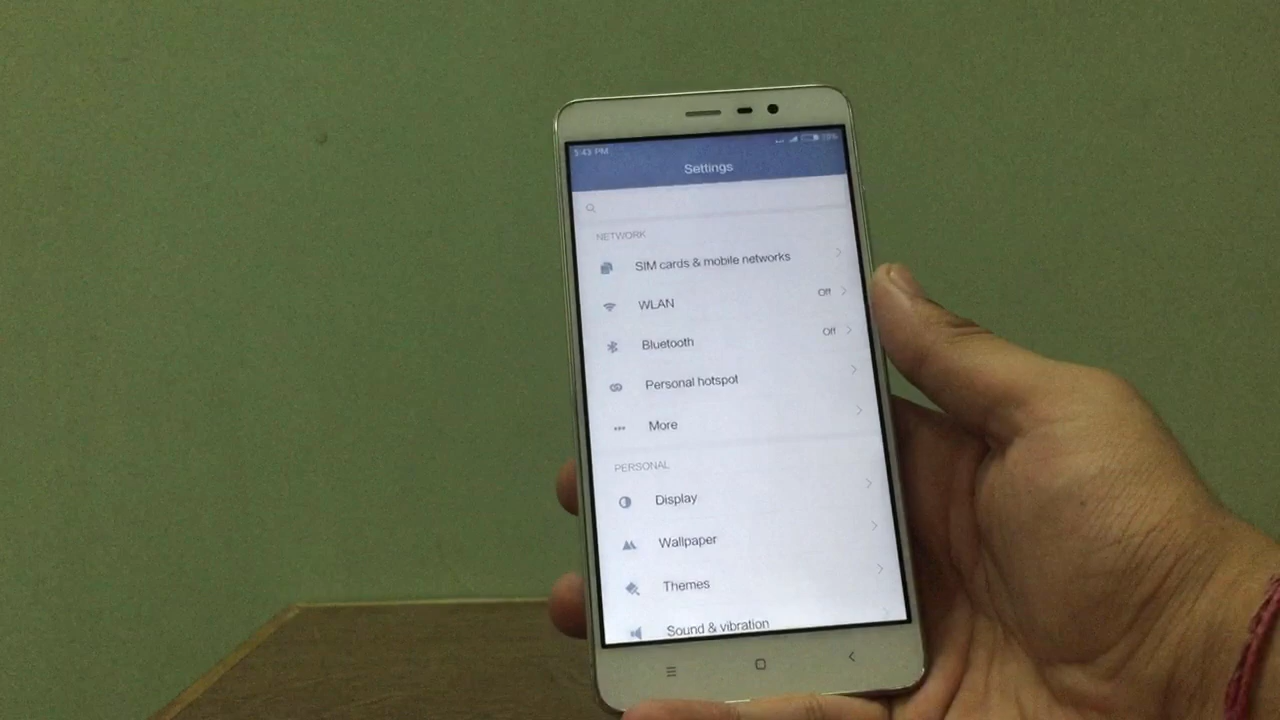 5:43 PM
Settings
NETWORK
SIM cards & mobile networks
WLAN Off
Bluetooth Off
Personal hotspot
More
PERSONAL
Display
Wallpaper
Themes
Sound & vibration